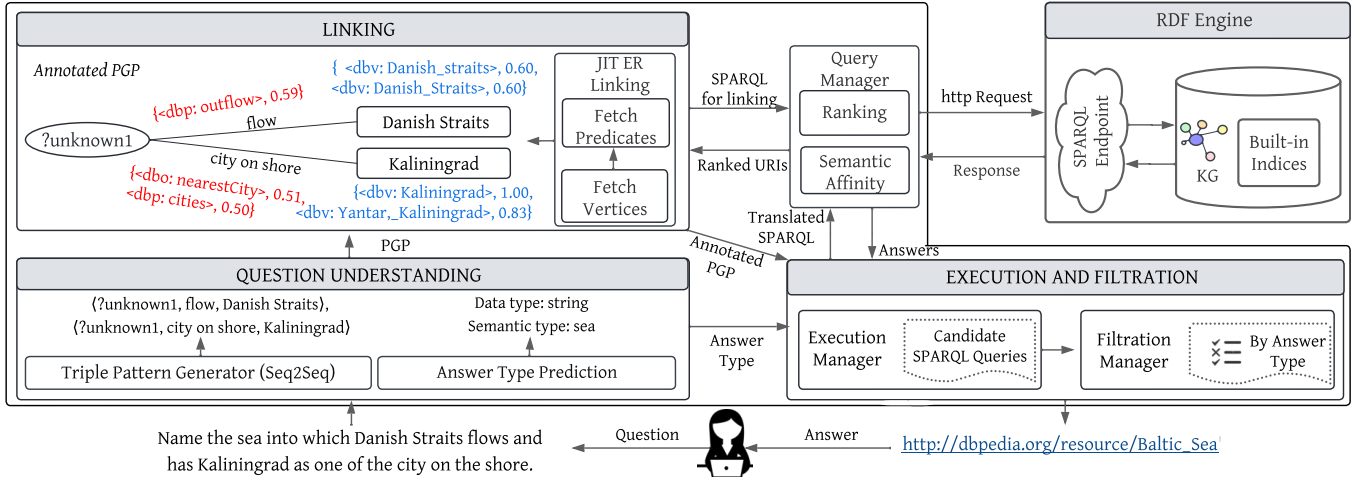 LINKING
Annotated PGP
{ <dbv: Danish_straits>, 0.60,
<dbv: Danish_Straits>, 0.60}
{<dbp: outflow>, 0.59}
flow
?unknown1
Danish Straits
city on shore
Kaliningrad
{<dbo: nearestCity>, 0.51,
<dbp: cities>, 0.50}
{<dbv: Kaliningrad>, 1.00,
<dbv: Yantar,_Kaliningrad>, 0.83}
JIT ER
Linking
Fetch
Predicates
Fetch
Vertices
SPARQL
for linking
Ranked URIs
Query
Manager
Ranking
Semantic
Affinity
http Request
Response
RDF Engine
SPARQL
Endpoint
KG
Built-in
Indices
PGP
Annotated
PGP
Translated
SPARQL
Answers
QUESTION UNDERSTANDING
⟨?unknown1, flow, Danish Straits⟩,
⟨?unknown1, city on shore, Kaliningrad⟩
Triple Pattern Generator (Seq2Seq)
Data type: string
Semantic type: sea
Answer Type Prediction
Answer
Type
EXECUTION AND FILTRATION
Execution
Manager
Candidate
SPARQL Queries
Filtration
Manager
By Answer
Type
Name the sea into which Danish Straits flows and
has Kaliningrad as one of the city on the shore.
Question
Answer
http://dbpedia.org/resource/Baltic_Sea